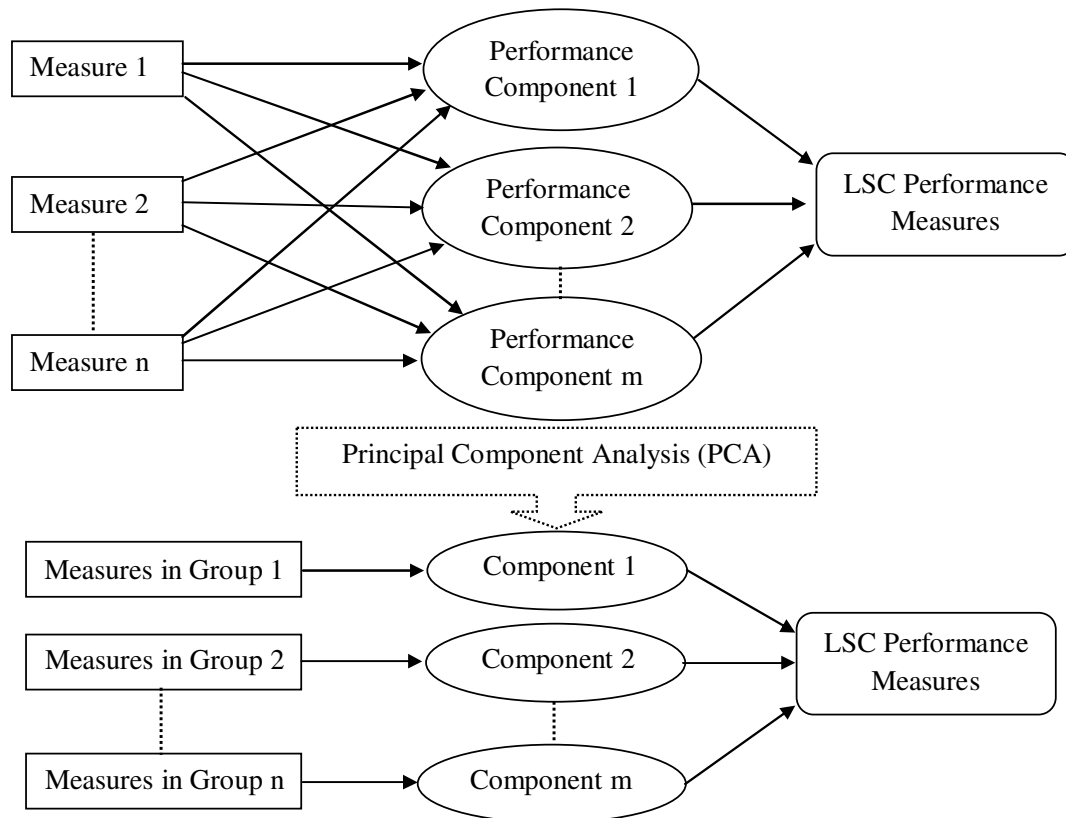 Measure 1
Performance
Component 1
Measure 2
Performance
Component 2
LSC Performance
Measures
Measure n
Performance
Component m
Principal Component Analysis (PCA)
Measures in Group 1
Component 1
Measures in Group 2
Component 2
LSC Performance
Measures
Measures in Group n
Component m